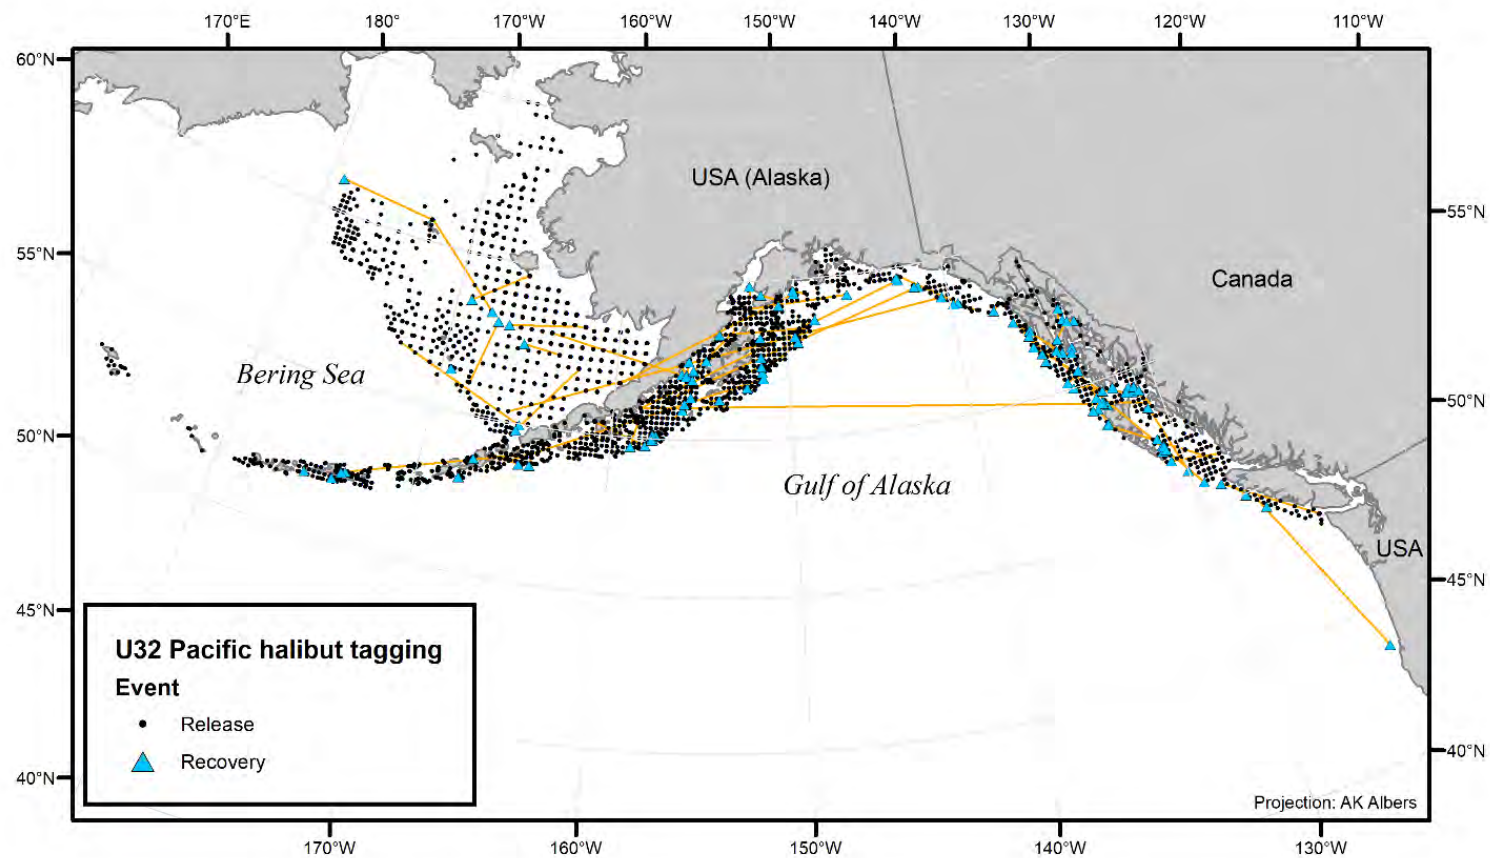 170°E 180° 170°W 160°W 150°W 140°W 130°W 120°W 110°W
60°N
USA (Alaska)
55°N
55°N
Canada
Bering Sea
50°N
50°N
Gulf of Alaska
USA
45°N
45°N
U32 Pacific halibut tagging
Event
Release
Recovery
40°N
40°N
Projection: AK Albers
170°W 160°W 150°W 140°W 130°W